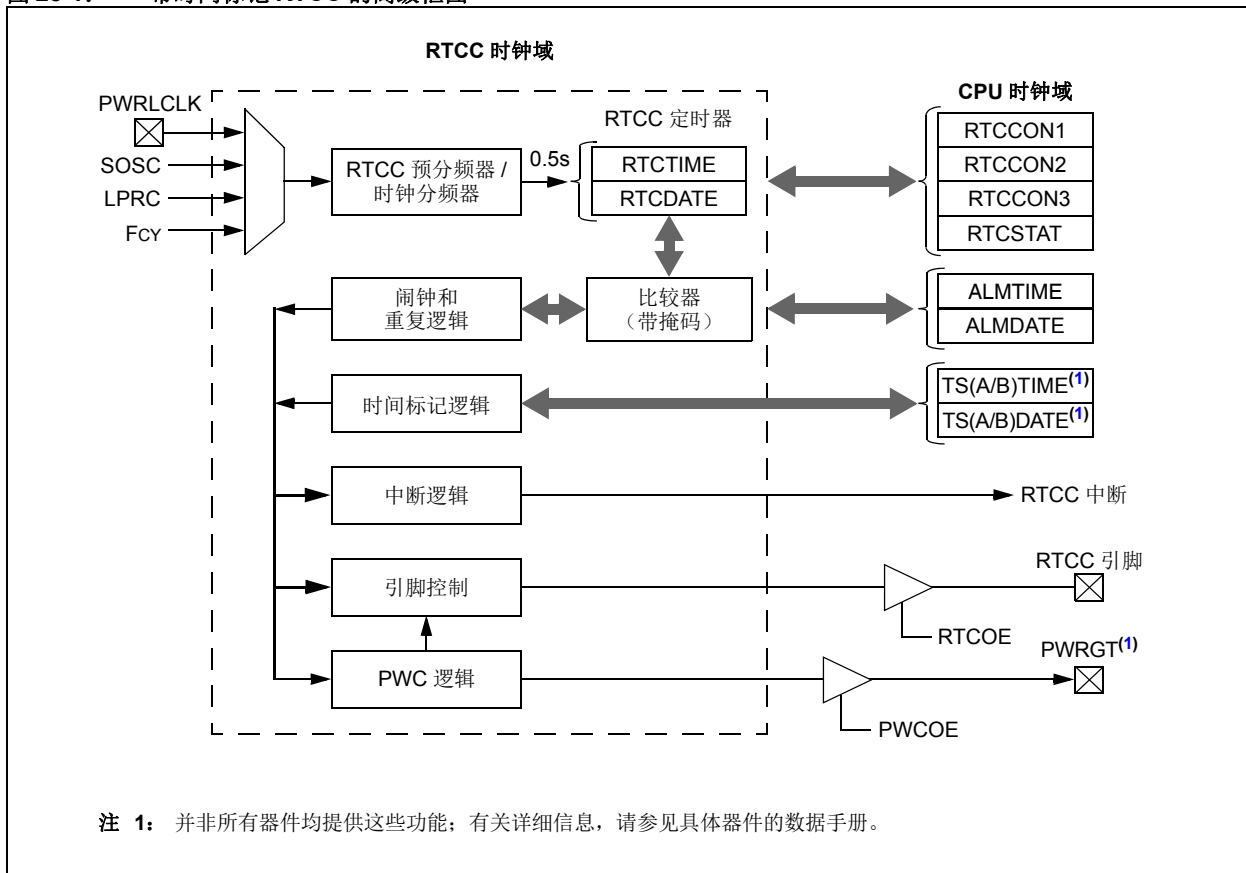 RTCC 时钟域
CPU 时钟域
PWRLCLK
SOSC
LPRC
FCY
RTCC 预分频器 /
时钟分频器
0.5s
RTCC 定时器
RTCTIME
RTCDATE
RTCCON1
RTCCON2
RTCCON3
RTCSTAT
闹钟和
重复逻辑
比较器
（带掩码）
ALMTIME
ALMDATE
时间标记逻辑
TS(A/B)TIME(1)
TS(A/B)DATE(1)
中断逻辑
RTCC 中断
引脚控制
RTCC 引脚
RTCOE
PWC 逻辑
PWRGT(1)
PWCOE
注 1： 并非所有器件均提供这些功能；有关详细信息，请参见具体器件的数据手册。